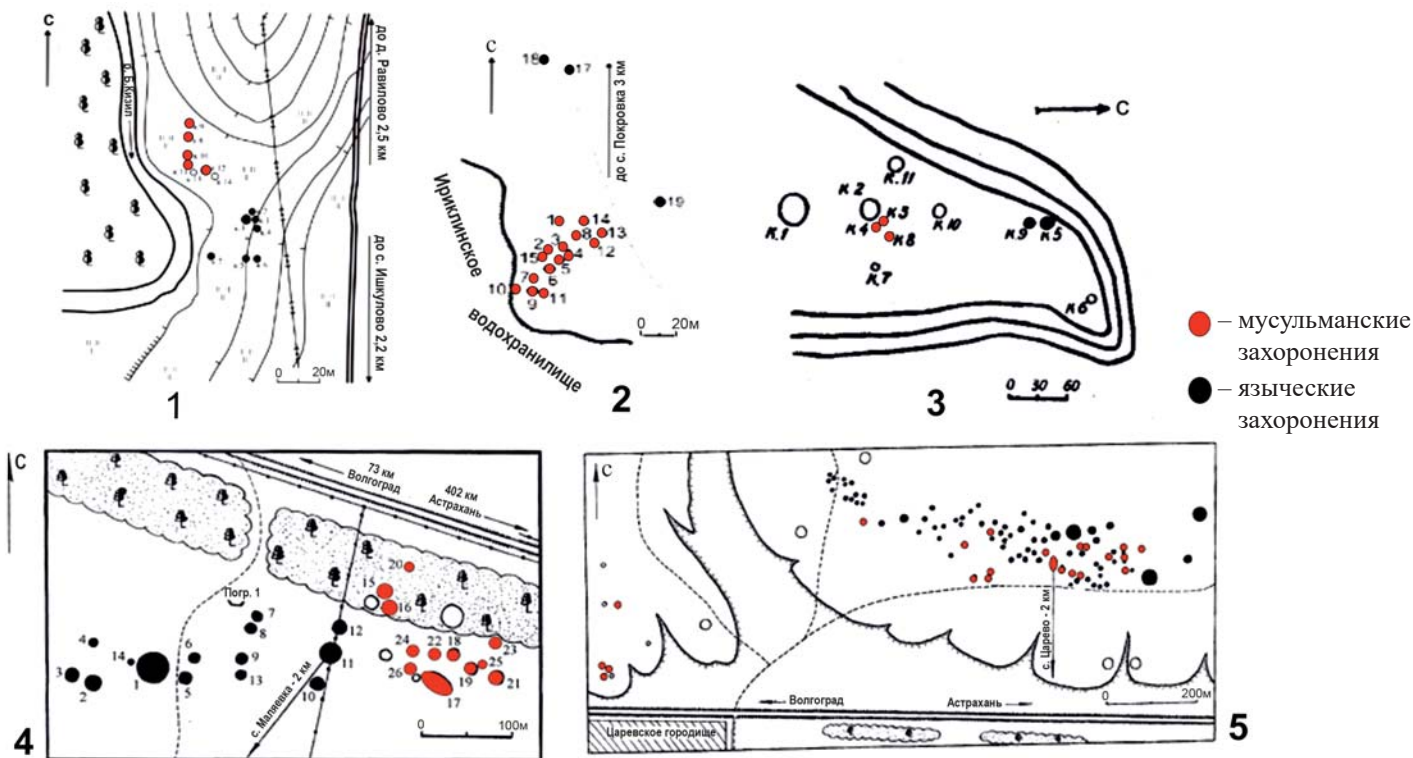 С
р. Б.Кизил
до д. Равилово 2,5 км
до с. Ишкулово 2,2 км
0 20м
1
С
18
17
до с. Покровка 3 км
19
1
14
8
13
2
3
12
15
4
5
7
6
10
9
11
Ириклинское
водохранилище
0 20м
2
С
к.11
к.2
к.3
к.1
к.4
к.10
к.8
к.9
к.5
к.7
к.6
0 30 60
3
– мусульманские
захоронения
– языческие
захоронения
С
73 км
Волгоград
402 км
Астрахань
20
15
16
Погр. 1
7
8
12
4
6
24
22
18
23
14
9
11
3
1
25
26
19
2
5
13
10
17
21
с. Маляевка - 2 км
0 100м
4
С
с. Царево - 2 км
0 200м
Волгоград
Астрахань
Царевское городище
5